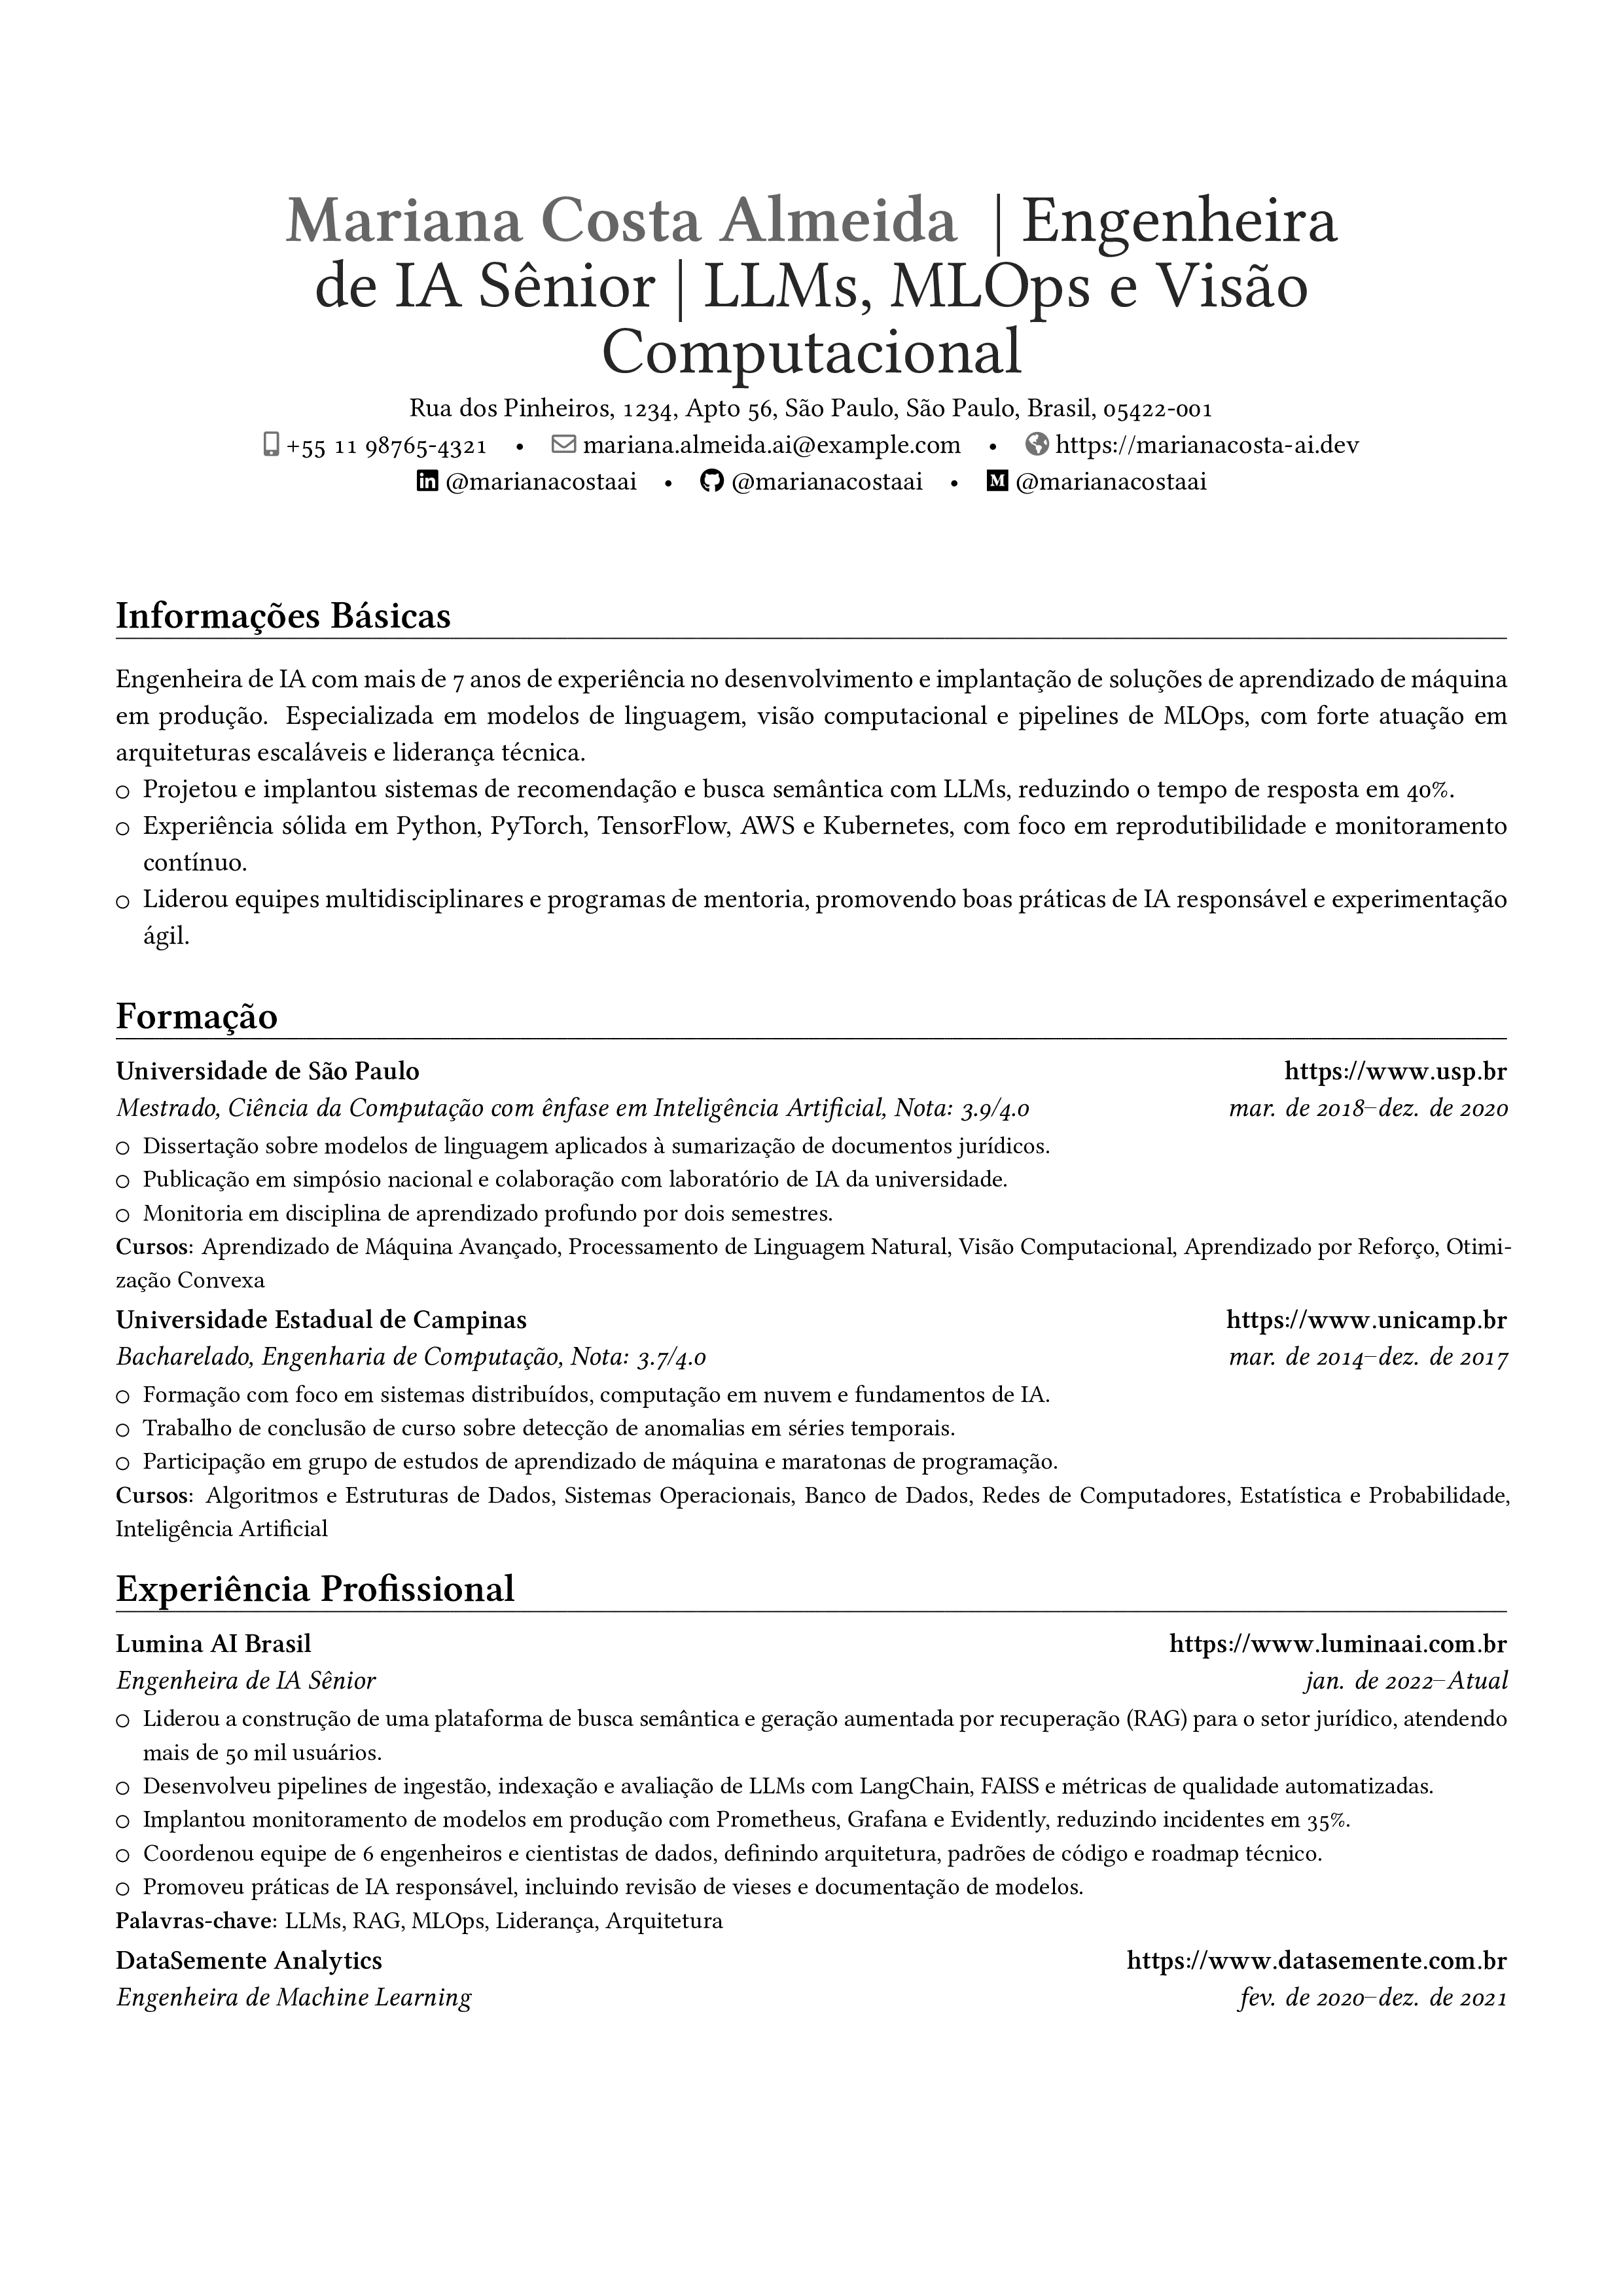 Mariana Costa Almeida | Engenheira
de IA Sênior | LLMs, MLOps e Visão
Computacional
Rua dos Pinheiros, 1234, Apto 56, São Paulo, São Paulo, Brasil, 05422-001
+55 11 98765-4321 • mariana.almeida.ai@example.com • https://marianacosta-ai.dev
@marianacostaai • @marianacostaai • @marianacostaai
Informações Básicas
Engenheira de IA com mais de 7 anos de experiência no desenvolvimento e implantação de soluções de aprendizado de máquina
em produção. Especializada em modelos de linguagem, visão computacional e pipelines de MLOps, com forte atuação em
arquiteturas escaláveis e liderança técnica.
○ Projetou e implantou sistemas de recomendação e busca semântica com LLMs, reduzindo o tempo de resposta em 40%.
○ Experiência sólida em Python, PyTorch, TensorFlow, AWS e Kubernetes, com foco em reprodutibilidade e monitoramento
contínuo.
○ Liderou equipes multidisciplinares e programas de mentoria, promovendo boas práticas de IA responsável e experimentação
ágil.
Formação
Universidade de São Paulo https://www.usp.br
Mestrado, Ciência da Computação com ênfase em Inteligência Artificial, Nota: 3.9/4.0 mar. de 2018–dez. de 2020
○ Dissertação sobre modelos de linguagem aplicados à sumarização de documentos jurídicos.
○ Publicação em simpósio nacional e colaboração com laboratório de IA da universidade.
○ Monitoria em disciplina de aprendizado profundo por dois semestres.
Cursos: Aprendizado de Máquina Avançado, Processamento de Linguagem Natural, Visão Computacional, Aprendizado por Reforço, Otimi-
zação Convexa
Universidade Estadual de Campinas https://www.unicamp.br
Bacharelado, Engenharia de Computação, Nota: 3.7/4.0 mar. de 2014–dez. de 2017
○ Formação com foco em sistemas distribuídos, computação em nuvem e fundamentos de IA.
○ Trabalho de conclusão de curso sobre detecção de anomalias em séries temporais.
○ Participação em grupo de estudos de aprendizado de máquina e maratonas de programação.
Cursos: Algoritmos e Estruturas de Dados, Sistemas Operacionais, Banco de Dados, Redes de Computadores, Estatística e Probabilidade,
Inteligência Artificial
Experiência Profissional
Lumina AI Brasil https://www.luminaai.com.br
Engenheira de IA Sênior jan. de 2022–Atual
○ Liderou a construção de uma plataforma de busca semântica e geração aumentada por recuperação (RAG) para o setor jurídico, atendendo
mais de 50 mil usuários.
○ Desenvolveu pipelines de ingestão, indexação e avaliação de LLMs com LangChain, FAISS e métricas de qualidade automatizadas.
○ Implantou monitoramento de modelos em produção com Prometheus, Grafana e Evidently, reduzindo incidentes em 35%.
○ Coordenou equipe de 6 engenheiros e cientistas de dados, definindo arquitetura, padrões de código e roadmap técnico.
○ Promoveu práticas de IA responsável, incluindo revisão de vieses e documentação de modelos.
Palavras-chave: LLMs, RAG, MLOps, Liderança, Arquitetura
DataSemente Analytics https://www.datasemente.com.br
Engenheira de Machine Learning fev. de 2020–dez. de 2021